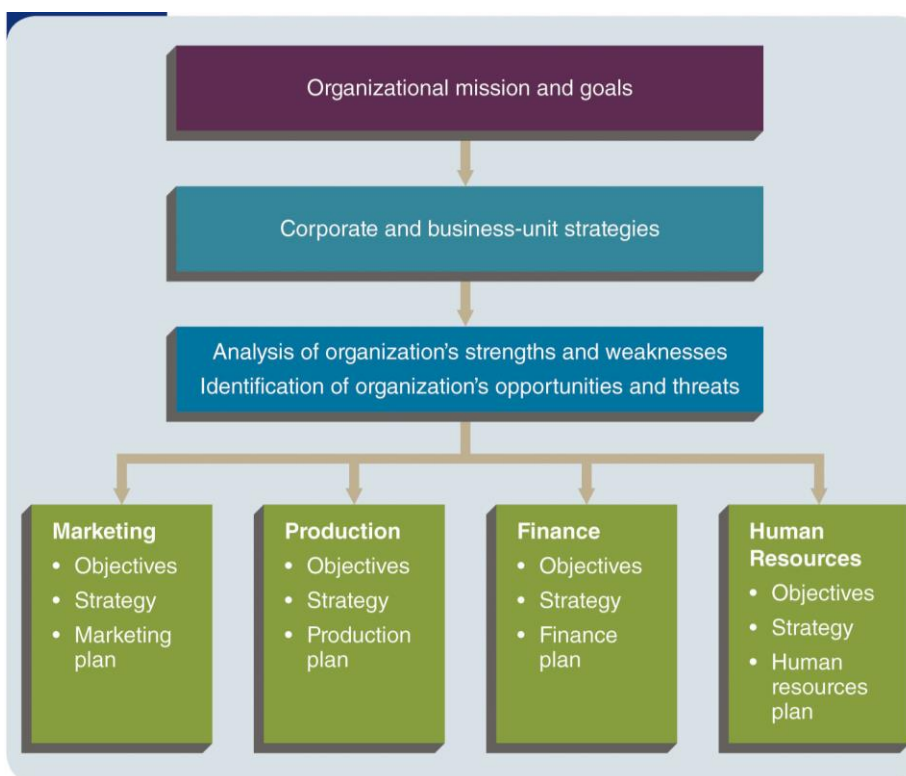 Organizational mission and goals
Corporate and business-unit strategies
Analysis of organization's strengths and weaknesses
Identification of organization's opportunities and threats
Marketing
• Objectives
• Strategy
• Marketing
plan
Production
• Objectives
• Strategy
• Production
plan
Finance
• Objectives
• Strategy
• Finance
plan
Human
Resources
• Objectives
• Strategy
• Human
resources
plan